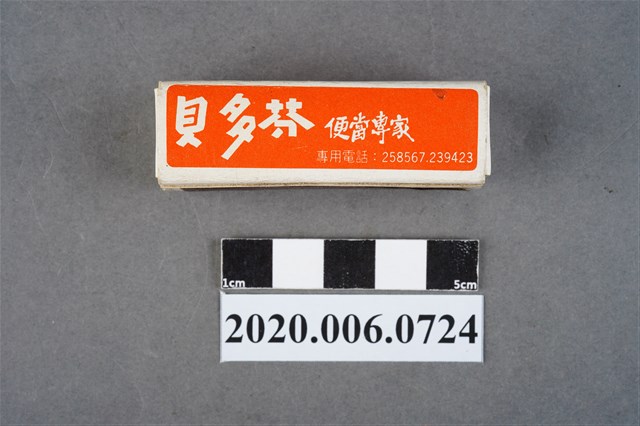 貝多芬 便當專家
專用電話：258567.239423
1cm 5cm
2020.006.0724